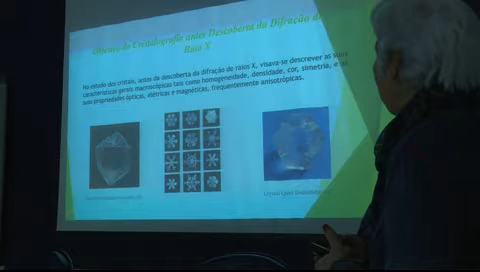 Objetivo da Cristalografia antes Descoberta da Difração de
Raio X
No estudo dos cristais, antes da descoberta da difração de raios X, visava-se descrever as suas
características gerais macroscópicas tais como homogeneidade, densidade, cor, simetria, e as
suas propriedades ópticas, elétricas e magnéticas, frequentemente anisotrópicas.